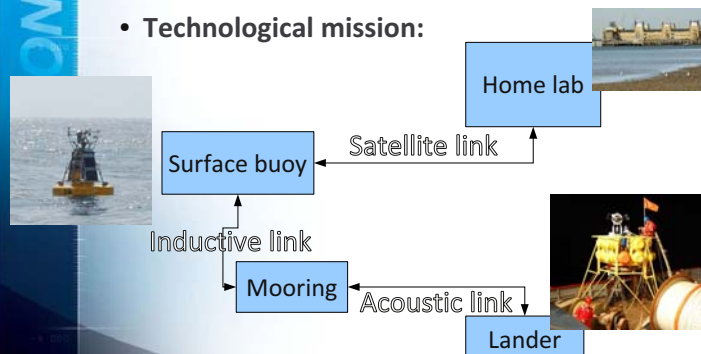 • Technological mission:
Home lab
Satellite link
Surface buoy
Inductive link
Mooring
Acoustic link
Lander